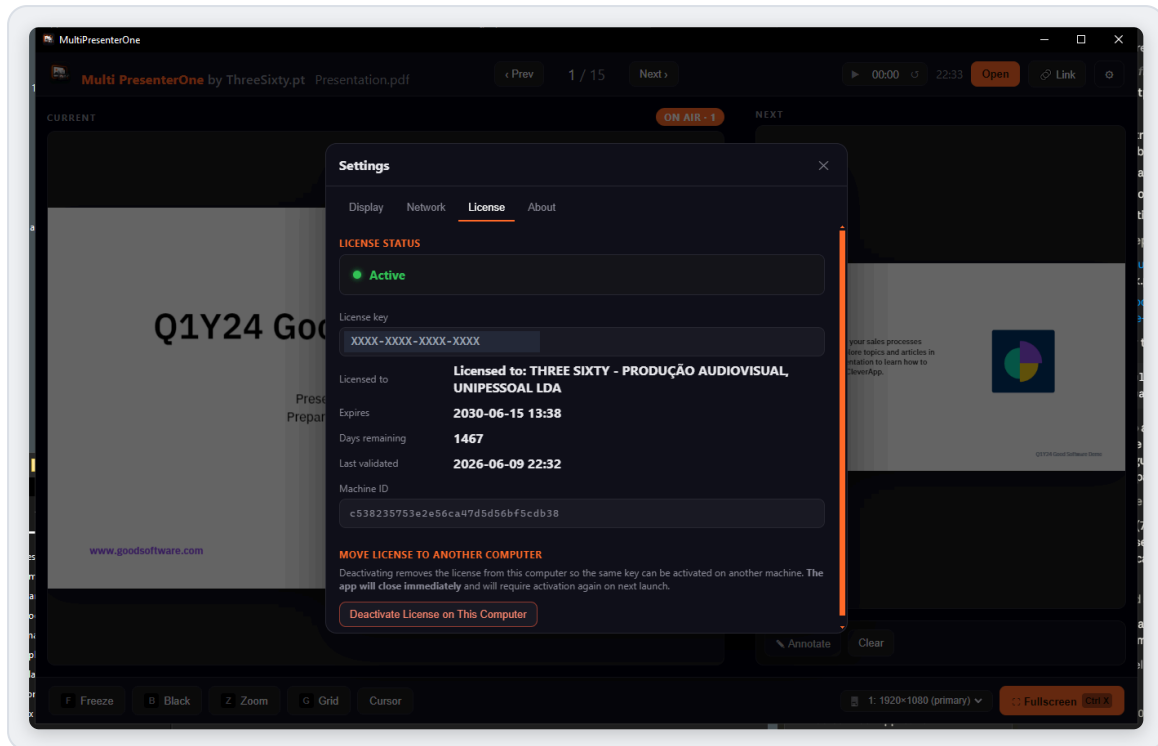 MultiPresenterOne
Multi PresenterOne by ThreeSixty.pt Presentation.pdf
‹ Prev 1 / 15 Next ›
00:00 22:33 Open Link
CURRENT
ON AIR - 1
NEXT
Settings
Display Network License About
LICENSE STATUS
Active
License key
XXXX-XXXX-XXXX-XXXX
Licensed to
Licensed to: THREE SIXTY - PRODUÇÃO AUDIOVISUAL,
UNIPESSOAL LDA
Expires 2030-06-15 13:38
Days remaining 1467
Last validated 2026-06-09 22:32
Machine ID
c538235753e2e56ca47d5d56bf5cdb38
MOVE LICENSE TO ANOTHER COMPUTER
Deactivating removes the license from this computer so the same key can be activated on another machine. The
app will close immediately and will require activation again on next launch.
Deactivate License on This Computer
Q1Y24 Goo
Prese
Prepar
www.goodsoftware.com
your sales processes
lore topics and articles in
ntation to learn how to
CleverApp.
Q1Y24 Good Software Demo
Annotate Clear
F Freeze B Black Z Zoom G Grid Cursor
1: 1920×1080 (primary)
Fullscreen Ctrl X